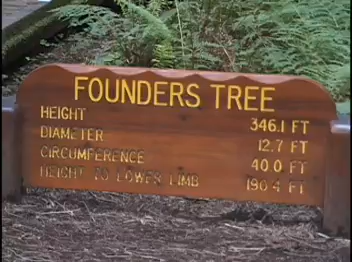 FOUNDERS TREE
HEIGHT 346.1 FT
DIAMETER 12.7 FT
CIRCUMFERENCE 40.0 FT
HEIGHT TO LOWER LIMB 190.4 FT